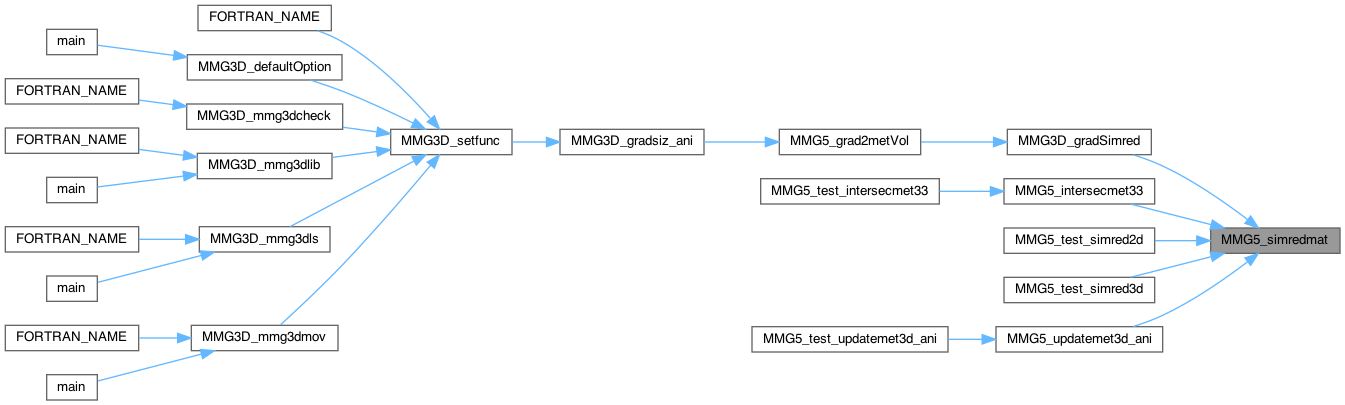 FORTRAN_NAME
main
MMG3D_defaultOption
FORTRAN_NAME
MMG3D_mmg3dcheck
MMG3D_setfunc
MMG3D_gradsiz_ani
MMG5_grad2metVol
MMG3D_gradSimred
FORTRAN_NAME
MMG3D_mmg3dlib
main
MMG5_test_intersecmet33
MMG5_intersecmet33
FORTRAN_NAME
MMG3D_mmg3dls
MMG5_test_simred2d
MMG5_simredmat
main
MMG5_test_simred3d
FORTRAN_NAME
MMG3D_mmg3dmov
MMG5_test_updatemet3d_ani
MMG5_updatemet3d_ani
main